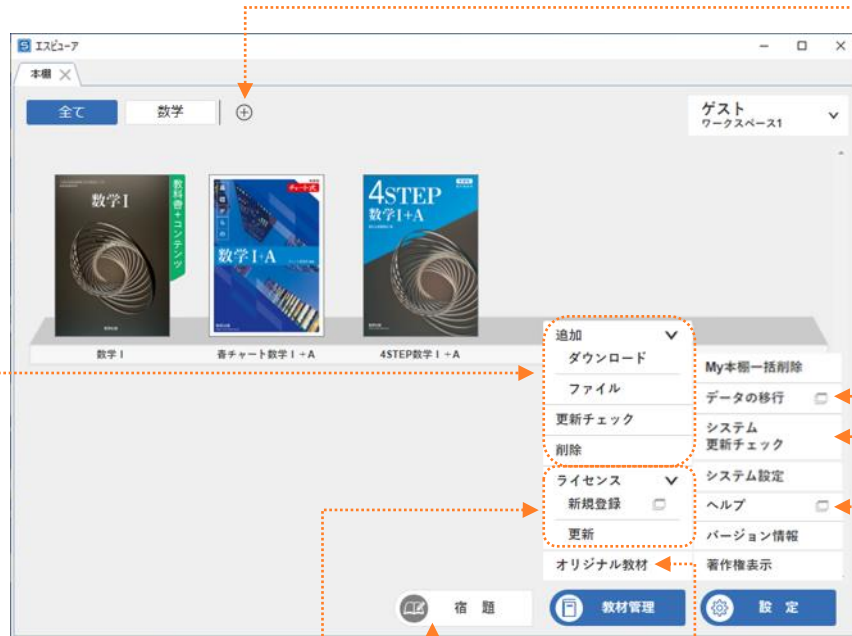 エスビューア
本棚
全て
数学
ゲスト
ワークスペース1
数学Ⅰ
教科書+コンテンツ
チャート式
基礎からの
数学Ⅰ+A
4STEP
数学Ⅰ+A
数学Ⅰ
青チャート数学Ⅰ+A
4STEP数学Ⅰ+A
追加
ダウンロード
ファイル
更新チェック
削除
ライセンス
新規登録
更新
オリジナル教材
My本棚一括削除
データの移行
システム
更新チェック
システム設定
ヘルプ
バージョン情報
著作権表示
宿題
教材管理
設定